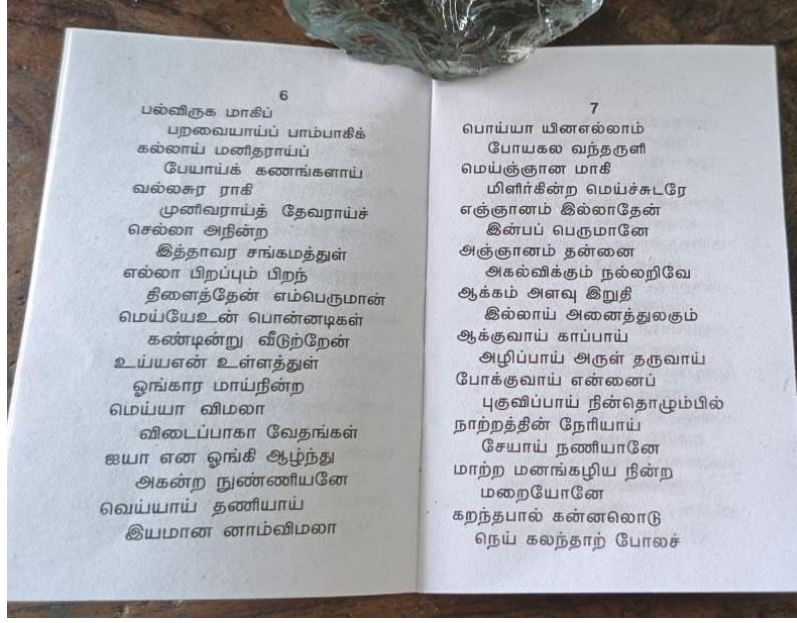 6
பல்விருக மாகிப்
பறவையாய்ப் பாம்பாகிக்
கல்லாய் மனிதராய்ப்
பேயாய்க் கணங்களாய்
வல்லசுர ராகி
முனிவராய்த் தேவராய்ச்
செல்லா அநின்ற
இத்தாவர சங்கமத்துள்
எல்லா பிறப்பும் பிறந்
திளைத்தேன் எம்பெருமான்
மெய்யேஉன் பொன்னடிகள்
கண்டின்று வீடுற்றேன்
உய்யஎன் உள்ளத்துள்
ஓங்கார மாய்நின்ற
மெய்யா விமலா
விடைப்பாகா வேதங்கள்
ஐயா என ஓங்கி ஆழ்ந்து
அகன்ற நுண்ணியனே
வெய்யாய் தணியாய்
இயமான னாம்விமலா
7
பொய்யா யினஎல்லாம்
போயகல வந்தருளி
மெய்ஞ்ஞான மாகி
மிளிர்கின்ற மெய்ச்சுடரே
எஞ்ஞானம் இல்லாதேன்
இன்பப் பெருமானே
அஞ்ஞானம் தன்னை
அகல்விக்கும் நல்லறிவே
ஆக்கம் அளவு இறுதி
இல்லாய் அனைத்துலகும்
ஆக்குவாய் காப்பாய்
அழிப்பாய் அருள் தருவாய்
போக்குவாய் என்னைப்
புகுவிப்பாய் நின்தொழும்பில்
நாற்றத்தின் நேரியாய்
சேயாய் நணியானே
மாற்ற மனங்கழிய நின்ற
மறையோனே
கறந்தபால் கன்னலொடு
நெய் கலந்தாற் போலச்